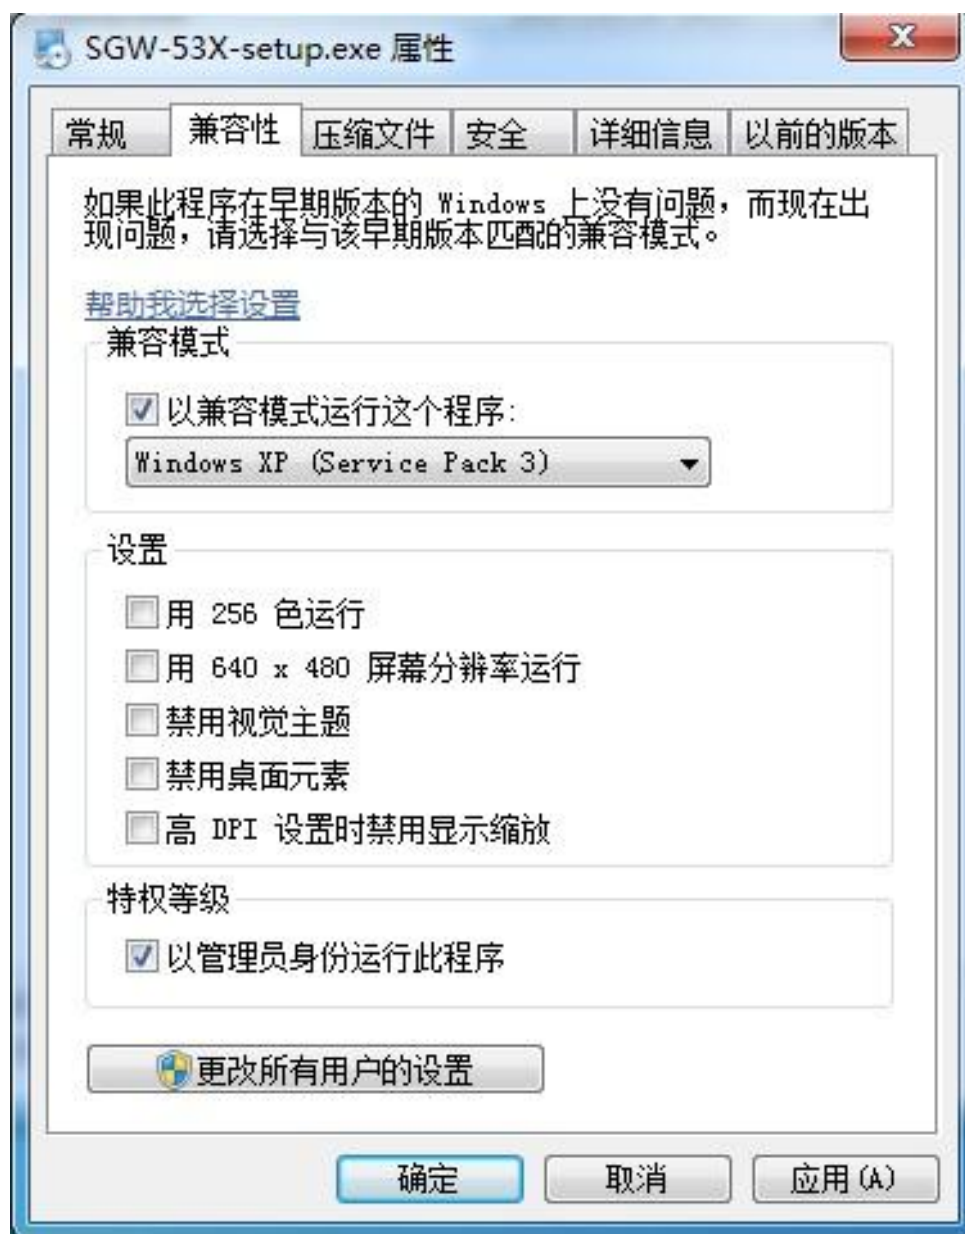 SGW-53X-setup.exe 属性
常规 兼容性 压缩文件 安全 详细信息 以前的版本
如果此程序在早期版本的 Windows 上没有问题，而现在出
现问题，请选择与该早期版本匹配的兼容模式。
帮助我选择设置
兼容模式
以兼容模式运行这个程序:
Windows XP (Service Pack 3)
设置
用 256 色运行
用 640 x 480 屏幕分辨率运行
禁用视觉主题
禁用桌面元素
高 DPI 设置时禁用显示缩放
特权等级
以管理员身份运行此程序
更改所有用户的设置
确定 取消 应用(A)